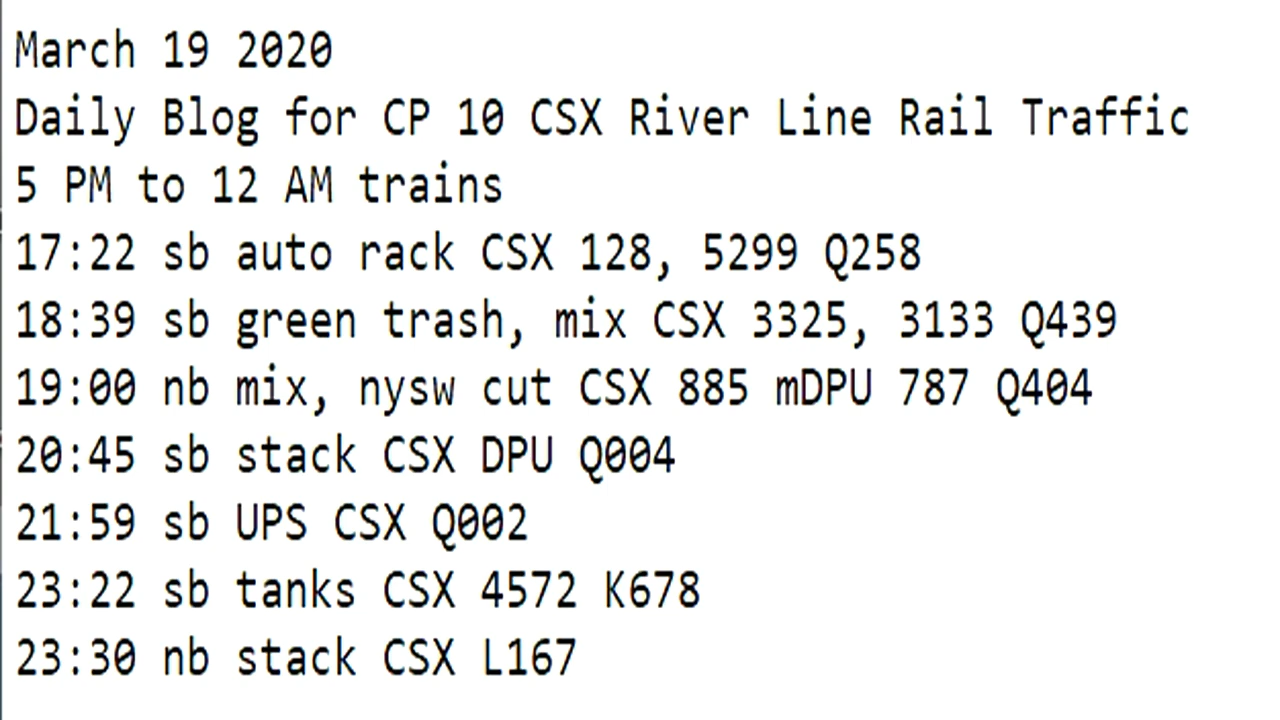 March 19 2020
Daily Blog for CP 10 CSX River Line Rail Traffic
5 PM to 12 AM trains
17:22 sb auto rack CSX 128, 5299 Q258
18:39 sb green trash, mix CSX 3325, 3133 Q439
19:00 nb mix, nysw cut CSX 885 mDPU 787 Q404
20:45 sb stack CSX DPU Q004
21:59 sb UPS CSX Q002
23:22 sb tanks CSX 4572 K678
23:30 nb stack CSX L167